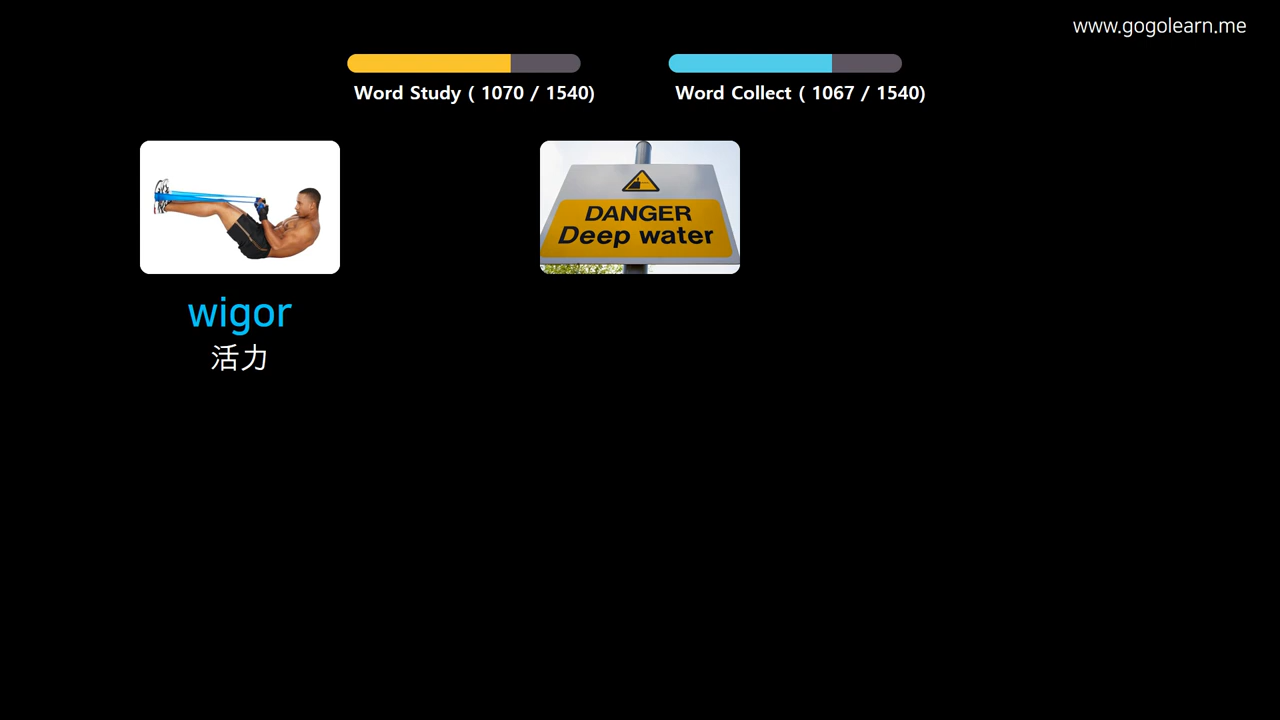 www.gogolearn.me
Word Study ( 1070 / 1540)
Word Collect ( 1067 / 1540)
DANGER
Deep water
wigor
活力